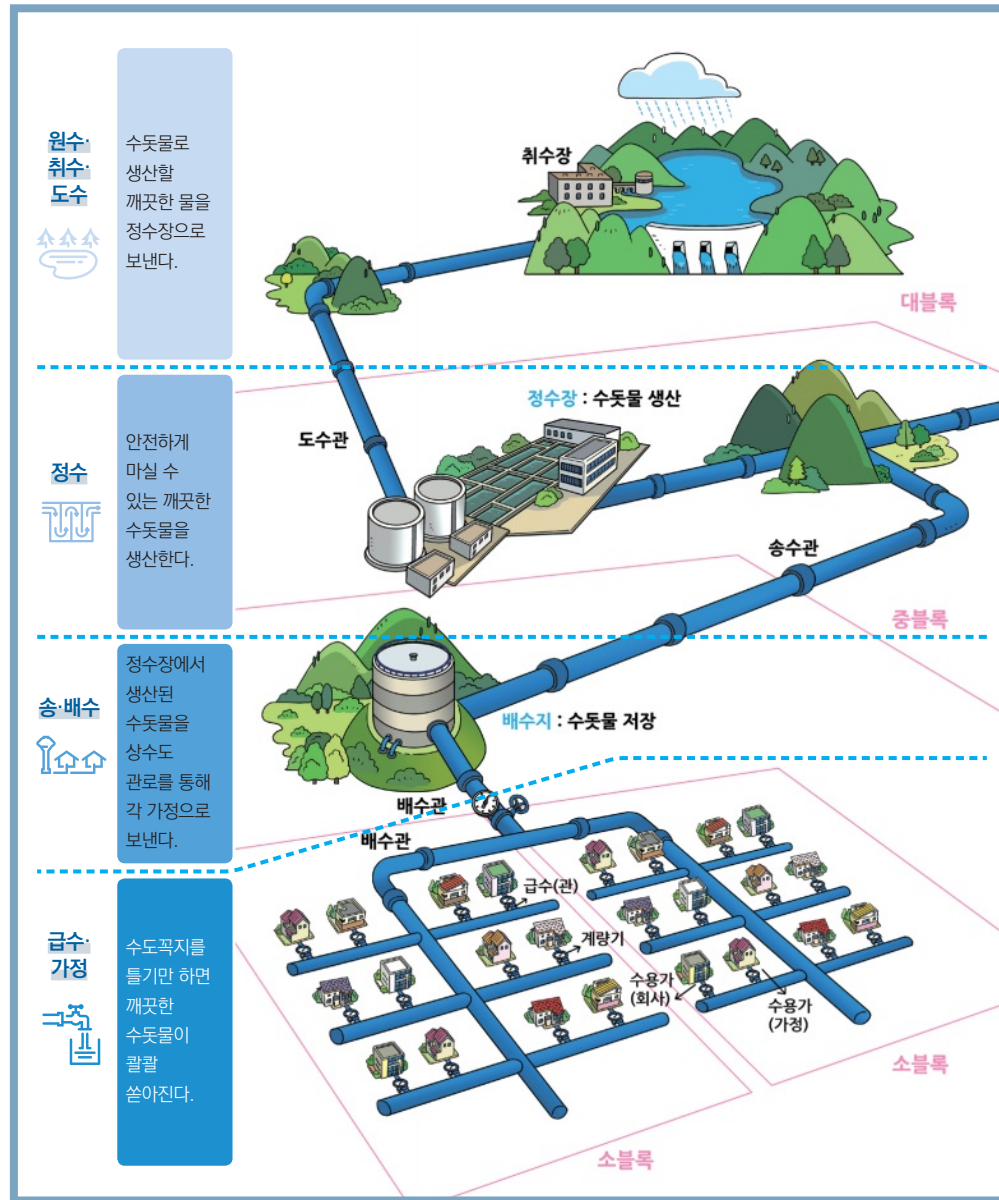 원수·
취수·
도수
수돗물로
생산할
깨끗한 물을
정수장으로
보낸다.
취수장
대블록
정수
안전하게
마실 수
있는 깨끗한
수돗물을
생산한다.
정수장 : 수돗물 생산
도수관
송수관
중블록
송·배수
정수장에서
생산된
수돗물을
상수도
관로를 통해
각 가정으로
보낸다.
배수지 : 수돗물 저장
배수관
배수관
급수·
가정
수도꼭지를
틀기만 하면
깨끗한
수돗물이
콸콸
쏟아진다.
급수(관)
계량기
수용가
(회사)
수용가
(가정)
소블록
소블록